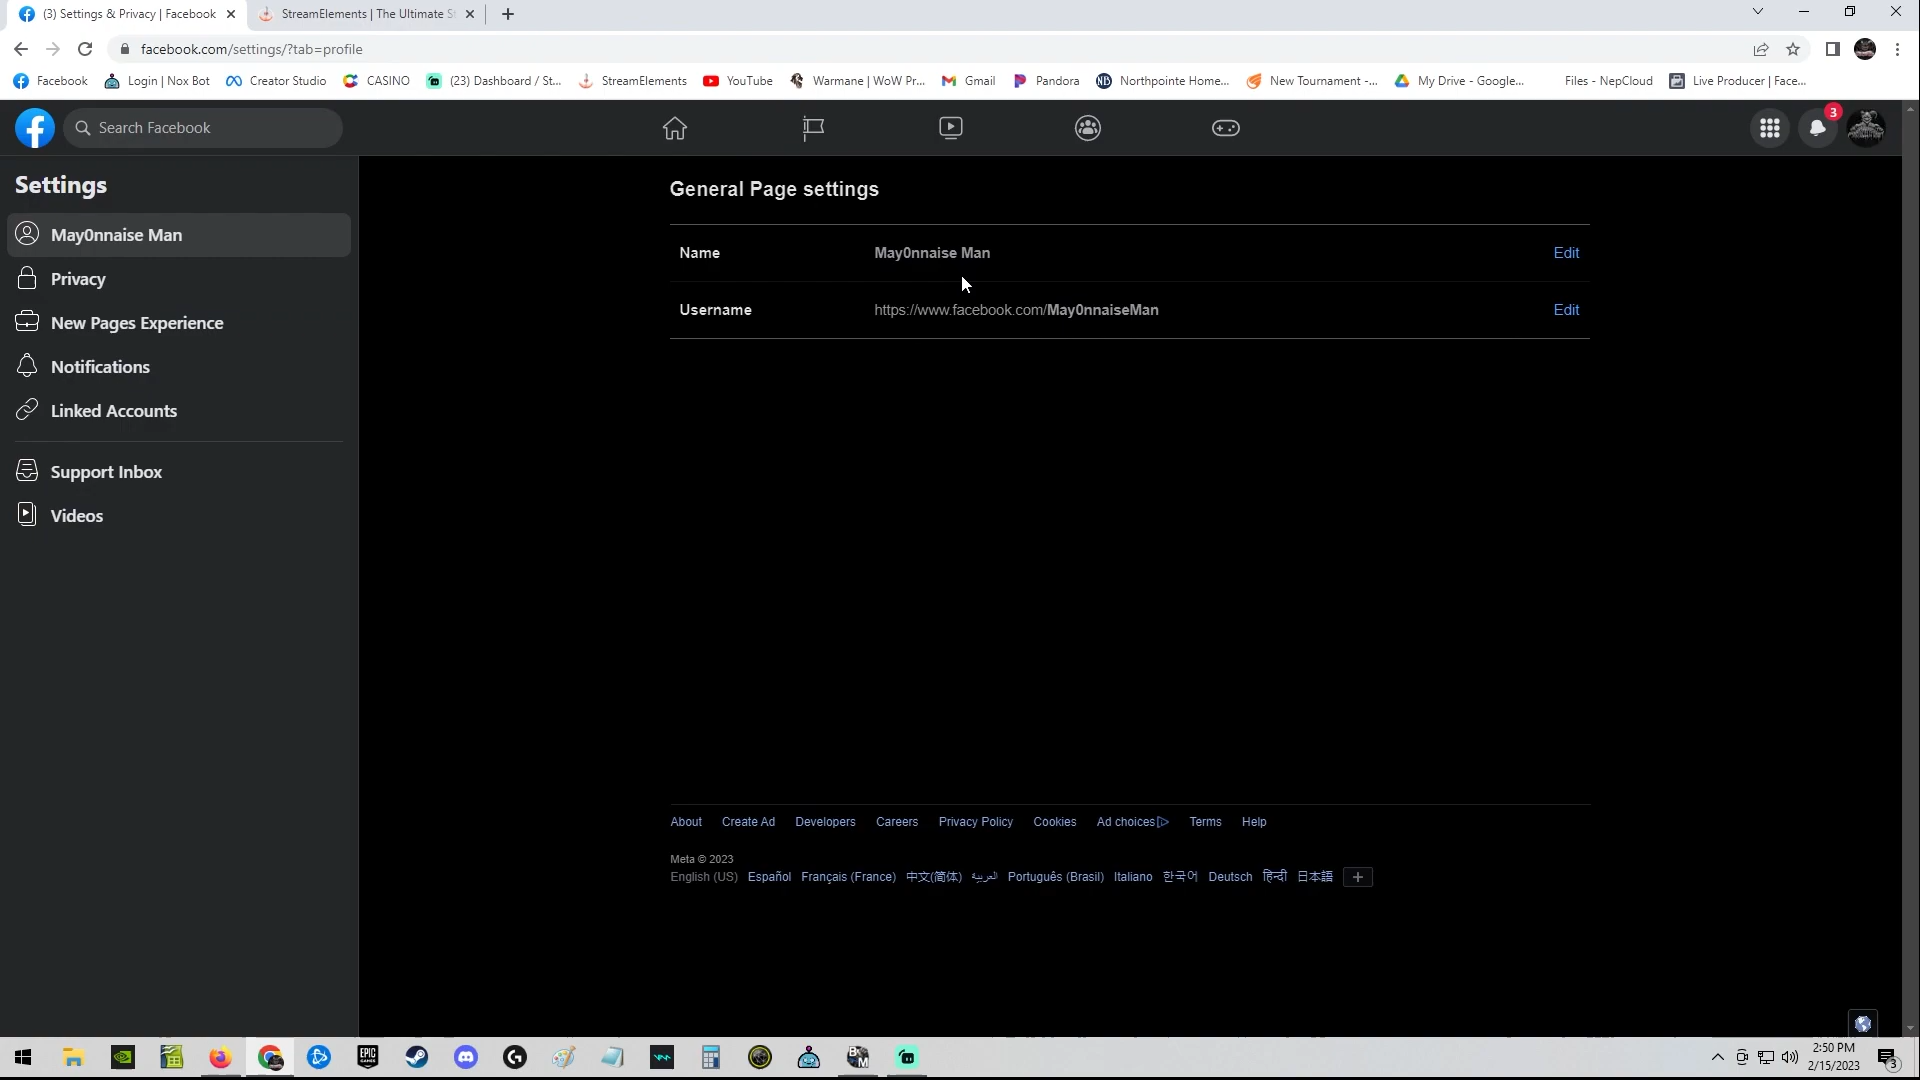 (3) Settings & Privacy | Facebook
StreamElements | The Ultimate S
facebook.com/settings/?tab=profile
Facebook Login | Nox Bot Creator Studio CASINO (23) Dashboard / St... StreamElements YouTube Warmane | WoW Pr... Gmail Pandora Northpointe Home... New Tournament -... My Drive - Google... Files - NepCloud Live Producer | Face...
Search Facebook
3
Settings
May0nnaise Man
Privacy
New Pages Experience
Notifications
Linked Accounts
Support Inbox
Videos
General Page settings
Name May0nnaise Man Edit
Username https://www.facebook.com/May0nnaiseMan Edit
About Create Ad Developers Careers Privacy Policy Cookies Ad choices Terms Help
Meta © 2023
English (US) Español Français (France) 中文(简体) العربية Português (Brasil) Italiano 한국어 Deutsch हिन्दी 日本語
EPIC GAMES
2:50 PM
2/15/2023
3